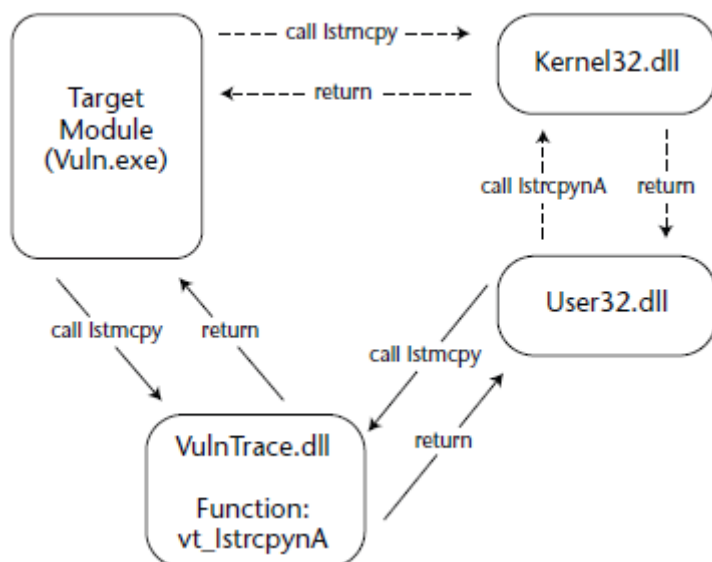 call lstrncpy
Kernel32.dll
Target
Module
(Vuln.exe)
return
call lstrcpynA
return
User32.dll
call lstrncpy
return
call lstrncpy
VulnTrace.dll
return
Function:
vt_lstrcpynA